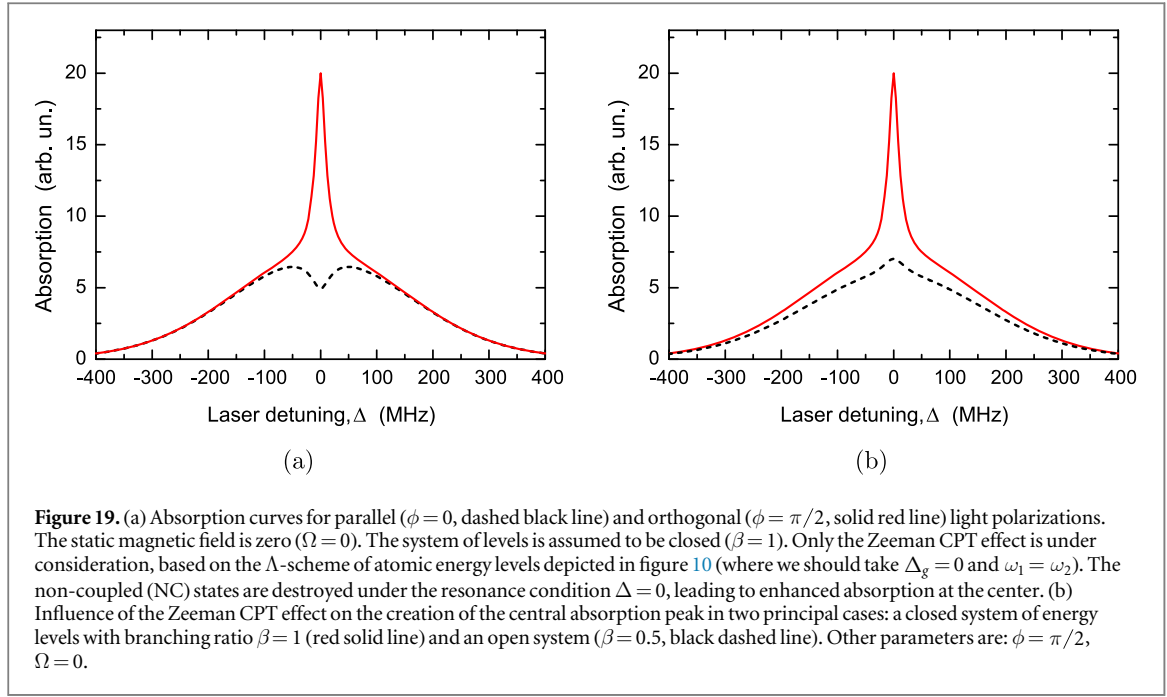 20
15
10
5
0
Absorption (arb. un.)
-400 -300 -200 -100 0 100 200 300 400
Laser detuning, Δ (MHz)
(a)
20
15
10
5
0
Absorption (arb. un.)
-400 -300 -200 -100 0 100 200 300 400
Laser detuning, Δ (MHz)
(b)
Figure 19. (a) Absorption curves for parallel (ϕ = 0, dashed black line) and orthogonal (ϕ = π/2, solid red line) light polarizations.
The static magnetic field is zero (Ω = 0). The system of levels is assumed to be closed (β = 1). Only the Zeeman CPT effect is under
consideration, based on the Λ-scheme of atomic energy levels depicted in figure 10 (where we should take Δg = 0 and ω1 = ω2). The
non-coupled (NC) states are destroyed under the resonance condition Δ = 0, leading to enhanced absorption at the center. (b)
Influence of the Zeeman CPT effect on the creation of the central absorption peak in two principal cases: a closed system of energy
levels with branching ratio β = 1 (red solid line) and an open system (β = 0.5, black dashed line). Other parameters are: ϕ = π/2,
Ω = 0.